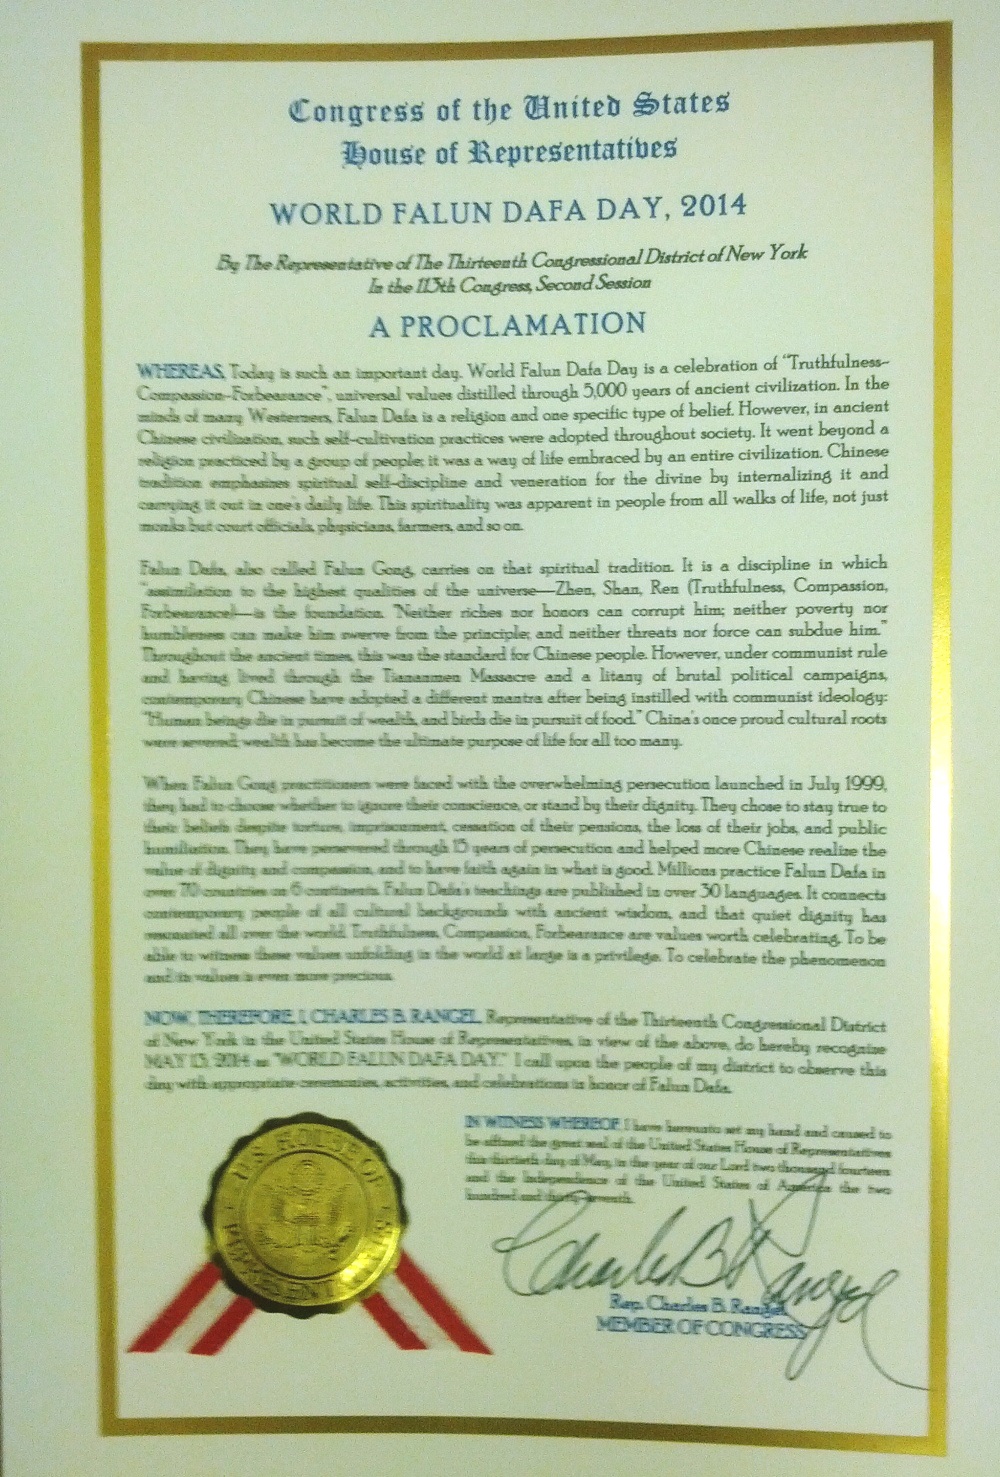 Congress of the United States
House of Representatives
WORLD FALUN DAFA DAY, 2014
By The Representative of The Thirteenth Congressional District of New York
In the 113th Congress, Second Session
A PROCLAMATION
WHEREAS, Today is such an important day. World Falun Dafa Day is a celebration of "Truthfulness-
Compassion-Forbearance", universal values distilled through 5,000 years of ancient civilization. In the
minds of many Westerners, Falun Dafa is a religion and one specific type of belief. However, in ancient
Chinese civilization, such self-cultivation practices were adopted throughout society. It went beyond a
religion practiced by a group of people; it was a way of life embraced by an entire civilization. Chinese
tradition emphasizes spiritual self-discipline and veneration for the divine by internalizing it and
carrying it out in one's daily life. This spirituality was apparent in people from all walks of life, not just
monks but court officials, physicians, farmers, and so on.
Falun Dafa, also called Falun Gong, carries on that spiritual tradition. It is a discipline in which
"assimilation to the highest qualities of the universe—Zhen, Shan, Ren (Truthfulness, Compassion,
Forbearance)—is the foundation. "Neither riches nor honors can corrupt him; neither poverty nor
humbleness can make him swerve from the principle; and neither threats nor force can subdue him."
Throughout the ancient times, this was the standard for Chinese people. However, under communist rule
and having lived through the Tiananmen Massacre and a litany of brutal political campaigns,
contemporary Chinese have adopted a different mantra after being instilled with communist ideology:
"Human beings die in pursuit of wealth, and birds die in pursuit of food." China's once proud cultural roots
were severed; wealth has become the ultimate purpose of life for all too many.
When Falun Gong practitioners were faced with the overwhelming persecution launched in July 1999,
they had to choose whether to ignore their conscience, or stand by their dignity. They chose to stay true to
their beliefs despite torture, imprisonment, cessation of their pensions, the loss of their jobs, and public
humiliation. They have persevered through 15 years of persecution and helped more Chinese realize the
value of dignity and compassion, and to have faith again in what is good. Millions practice Falun Dafa in
over 70 countries on 6 continents. Falun Dafa's teachings are published in over 30 languages. It connects
contemporary people of all cultural backgrounds with ancient wisdom, and that quiet dignity has
resonated all over the world. Truthfulness, Compassion, Forbearance are values worth celebrating. To be
able to witness these values unfolding in the world at large is a privilege. To celebrate the phenomenon
and its values is even more precious.
NOW, THEREFORE, I, CHARLES B. RANGEL, Representative of the Thirteenth Congressional District
of New York in the United States House of Representatives, in view of the above, do hereby recognize
MAY 13, 2014 as "WORLD FALUN DAFA DAY." I call upon the people of my district to observe this
day with appropriate ceremonies, activities, and celebrations in honor of Falun Dafa.
IN WITNESS WHEREOF, I have hereunto set my hand and caused to
be affixed the great seal of the United States House of Representatives
this thirtieth day of May, in the year of our Lord two thousand fourteen
and the Independence of the United States of America the two
hundred and thirty-seventh.
U.S. HOUSE OF REPRESENTATIVES
Charles B Rangel
Rep. Charles B. Rangel
MEMBER OF CONGRESS